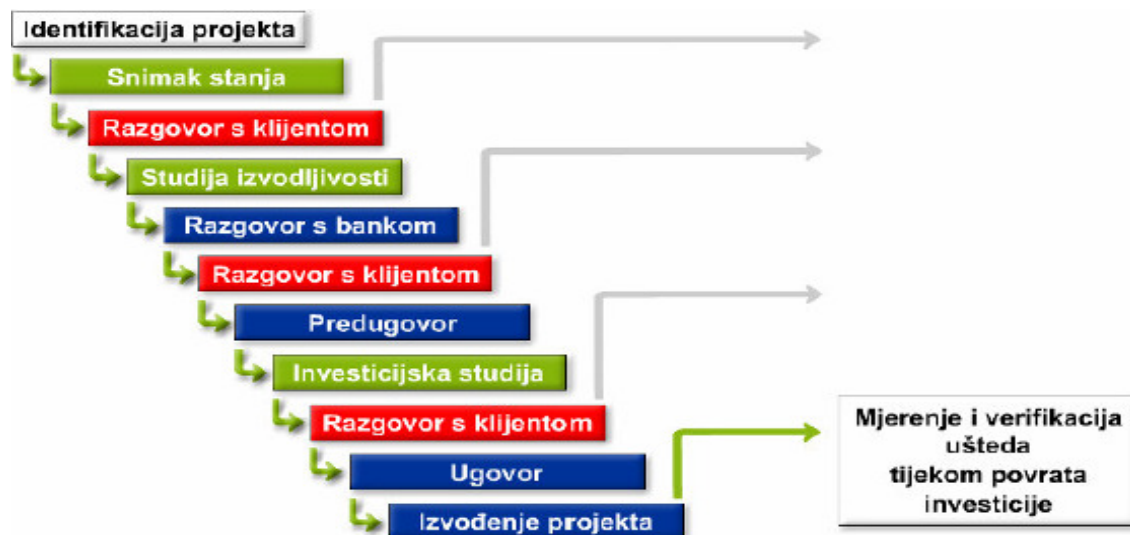 Identifikacija projekta
Snimak stanja
Razgovor s klijentom
Studija izvodljivosti
Razgovor s bankom
Razgovor s klijentom
Predugovor
Investicijska studija
Razgovor s klijentom
Ugovor
Izvođenje projekta
Mjerenje i verifikacija
ušteda
tijekom povrata
investicije